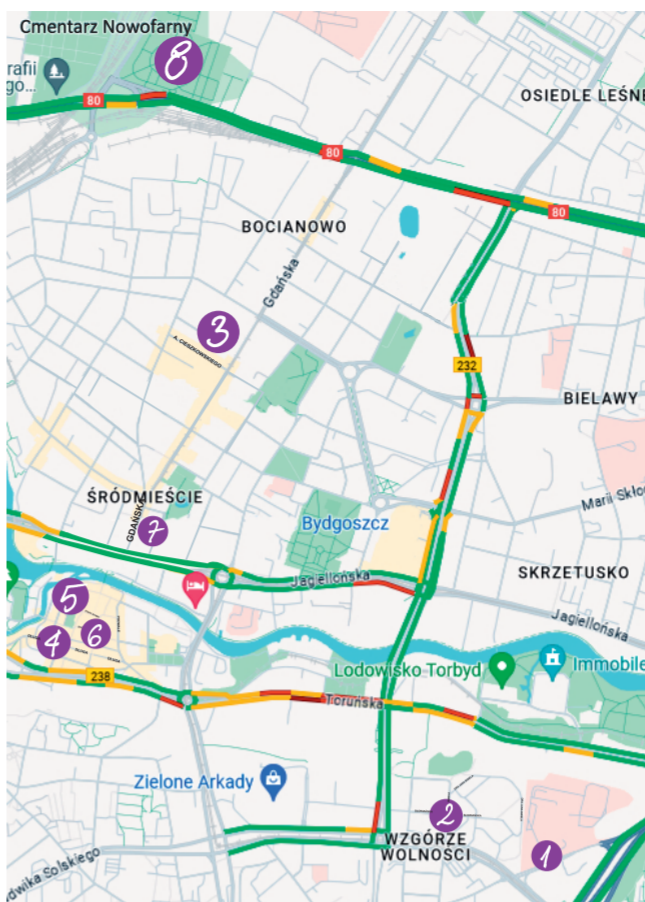 Cmentarz Nowofarny
8
rafii
go...
80
OSIEDLE LEŚNE
80
80
BOCIANOWO
Gdańska
3
A. CIESZKOWSKIEGO
232
BIELAWY
ŚRÓDMIEŚCIE
GDAŃSKA
7
Bydgoszcz
Marii Skło
SKRZETUSKO
Jagiellońska
Jagiellońska
5
4
6
238
Lodowisko Torbyd
Immobile
Toruńska
Zielone Arkady
2
WZGÓRZE
WOLNOŚCI
1
dwika Solskiego